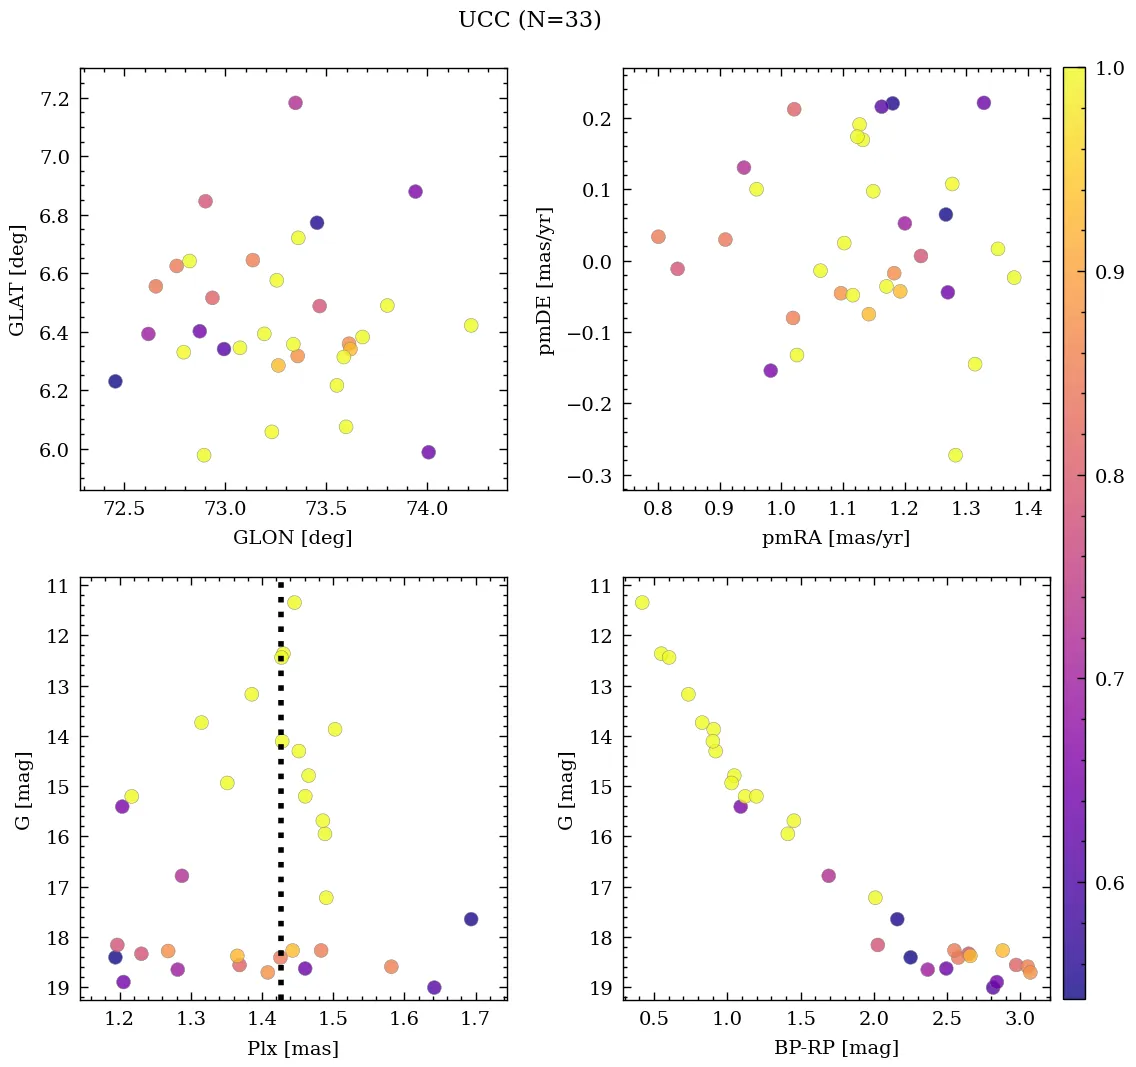 UCC (N=33)
7.2
7.0
6.8
6.6
6.4
6.2
6.0
GLAT [deg]
72.5 73.0 73.5 74.0
GLON [deg]
0.2
0.1
0.0
−0.1
−0.2
−0.3
pmDE [mas/yr]
0.8 0.9 1.0 1.1 1.2 1.3 1.4
pmRA [mas/yr]
11
12
13
14
15
16
17
18
19
G [mag]
1.2 1.3 1.4 1.5 1.6 1.7
Plx [mas]
11
12
13
14
15
16
17
18
19
G [mag]
0.5 1.0 1.5 2.0 2.5 3.0
BP-RP [mag]
1.0
0.9
0.8
0.7
0.6